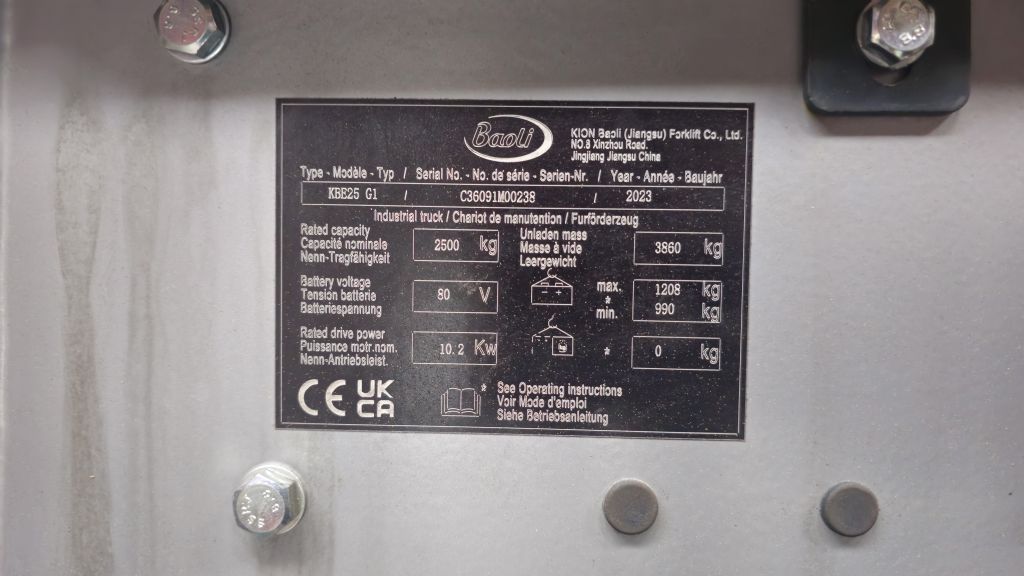 Baoli
KION Baoli (Jiangsu) Forklift Co., Ltd.
NO.8 Xinzhou Road.
Jingjiang Jiangsu China
Type - Modèle - Typ / Serial No. - No. de série - Serien-Nr. / Year - Année - Baujahr
KBE25 G1 / C36091M00238 / 2023
Industrial truck / Chariot de manutention / Furförderzeug
Rated capacity
Capacité nominale
Nenn-Tragfähigkeit
2500 kg
Unladen mass
Masse à vide
Leergewicht
3860 kg
Battery voltage
Tension batterie
Batteriespannung
80 V
max. 1208 kg
*
min. 990 kg
Rated drive power
Puissance motr.nom.
Nenn-Antriebsleist.
10.2 Kw
* 0 kg
CE UK
CA
* See Operating instructions
Voir Mode d'emploi
Siehe Betriebsanleitung